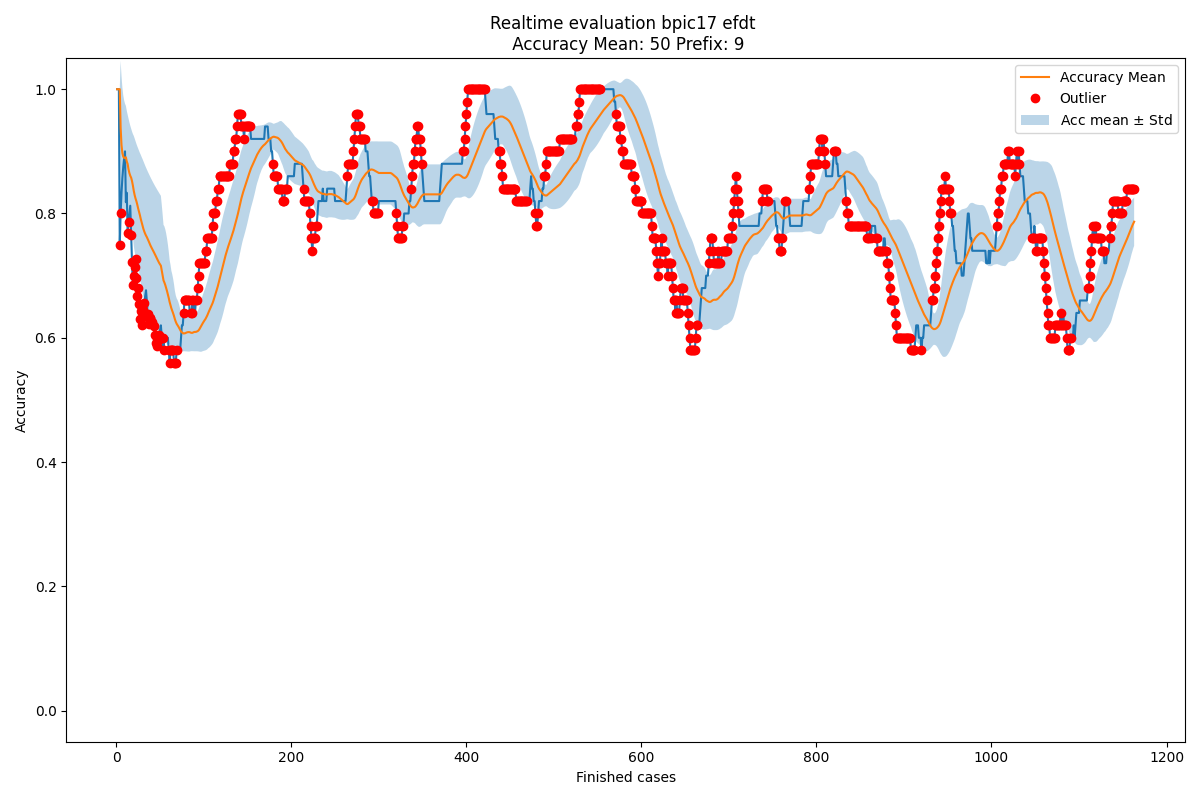 Realtime evaluation bpic17 efdt
Accuracy Mean: 50 Prefix: 9
Accuracy Mean
Outlier
Acc mean ± Std
Accuracy
1.0
0.8
0.6
0.4
0.2
0.0
0 200 400 600 800 1000 1200
Finished cases